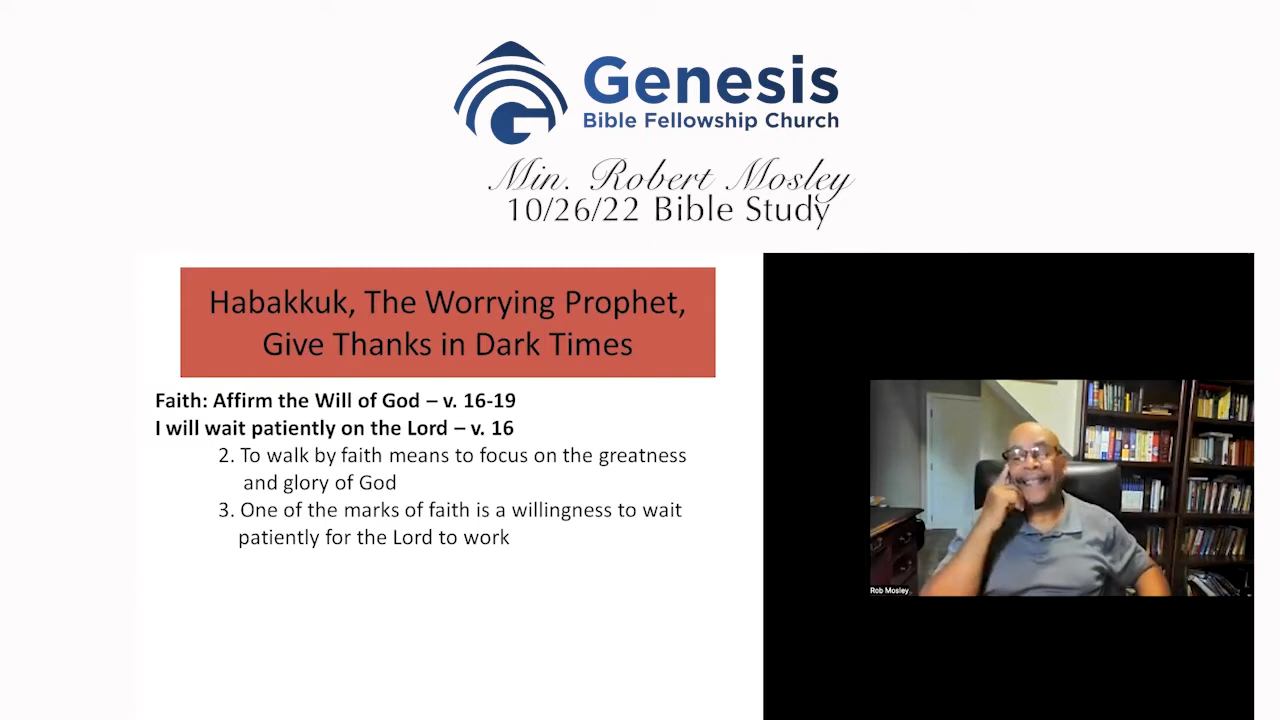 Genesis
Bible Fellowship Church
Min. Robert Mosley
10/26/22 Bible Study
Habakkuk, The Worrying Prophet,
Give Thanks in Dark Times
Faith: Affirm the Will of God – v. 16-19
I will wait patiently on the Lord – v. 16
2. To walk by faith means to focus on the greatness
and glory of God
3. One of the marks of faith is a willingness to wait
patiently for the Lord to work
Rob Mosley